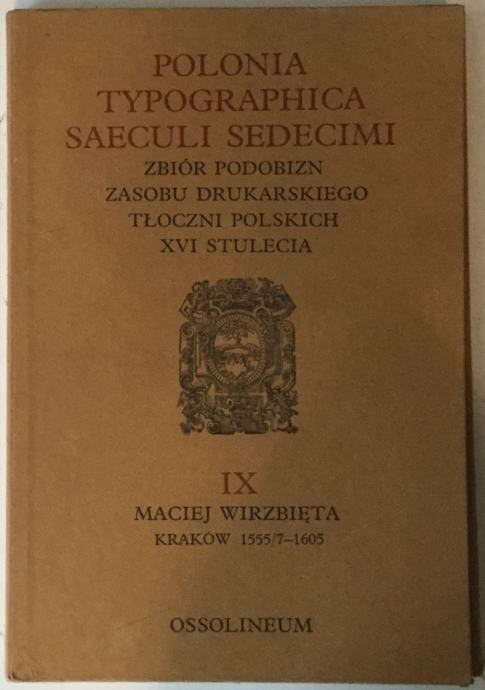 POLONIA
TYPOGRAPHICA
SAECULI SEDECIMI
ZBIÓR PODOBIZN
ZASOBU DRUKARSKIEGO
TŁOCZNI POLSKICH
XVI STULECIA
IX
MACIEJ WIRZBIĘTA
KRAKÓW 1555/7–1605
OSSOLINEUM